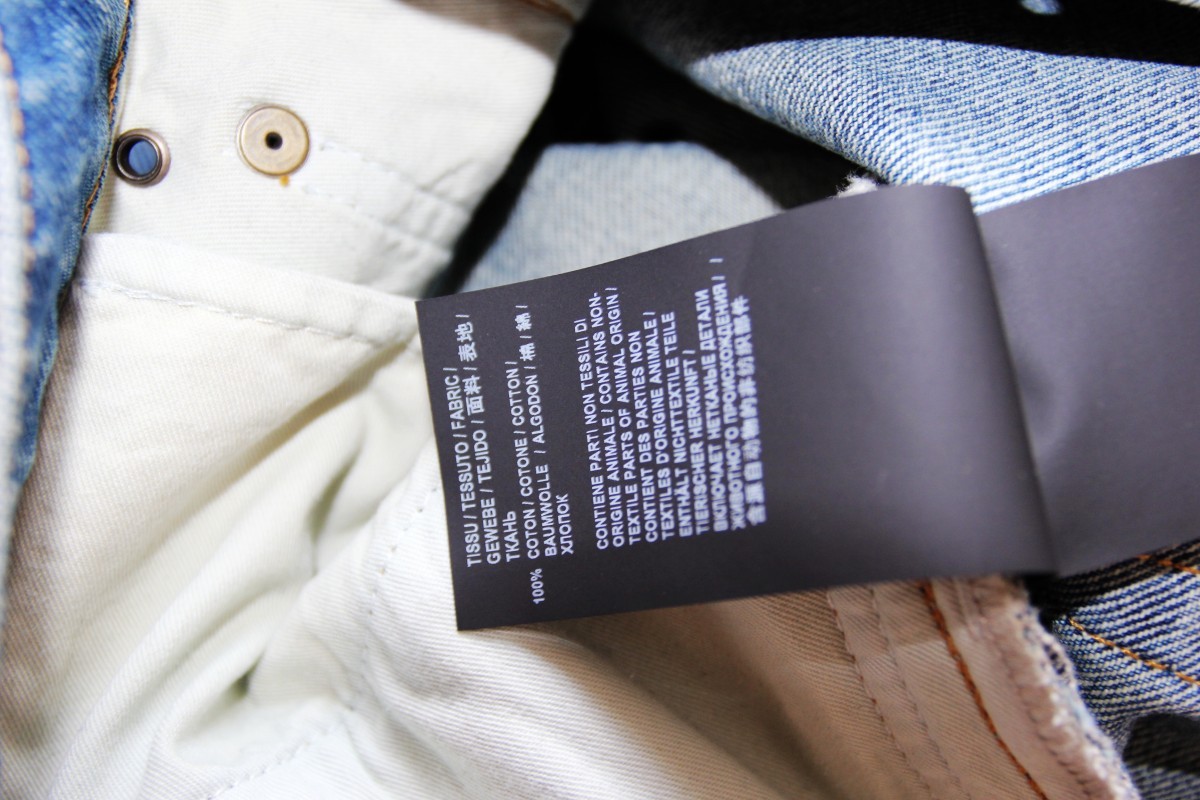 TISSU / TESSUTO / FABRIC /
GEWEBE / TEJIDO / 面料 / 表地 /
ТКАНЬ
100% COTON / COTONE / COTTON /
BAUMWOLLE / ALGODON / 棉 / 綿 /
ХЛОПОК
CONTIENE PARTI NON TESSILI DI
ORIGINE ANIMALE / CONTAINS NON-
TEXTILE PARTS OF ANIMAL ORIGIN /
CONTIENT DES PARTIES NON
TEXTILES D'ORIGINE ANIMALE /
ENTHÄLT NICHTTEXTILE TEILE
TIERISCHER HERKUNFT /
ВКЛЮЧАЕТ НЕТКАНЫЕ ДЕТАЛИ
ЖИВОТНОГО ПРОИСХОЖДЕНИЯ / /
含源自动物的非纺织部件